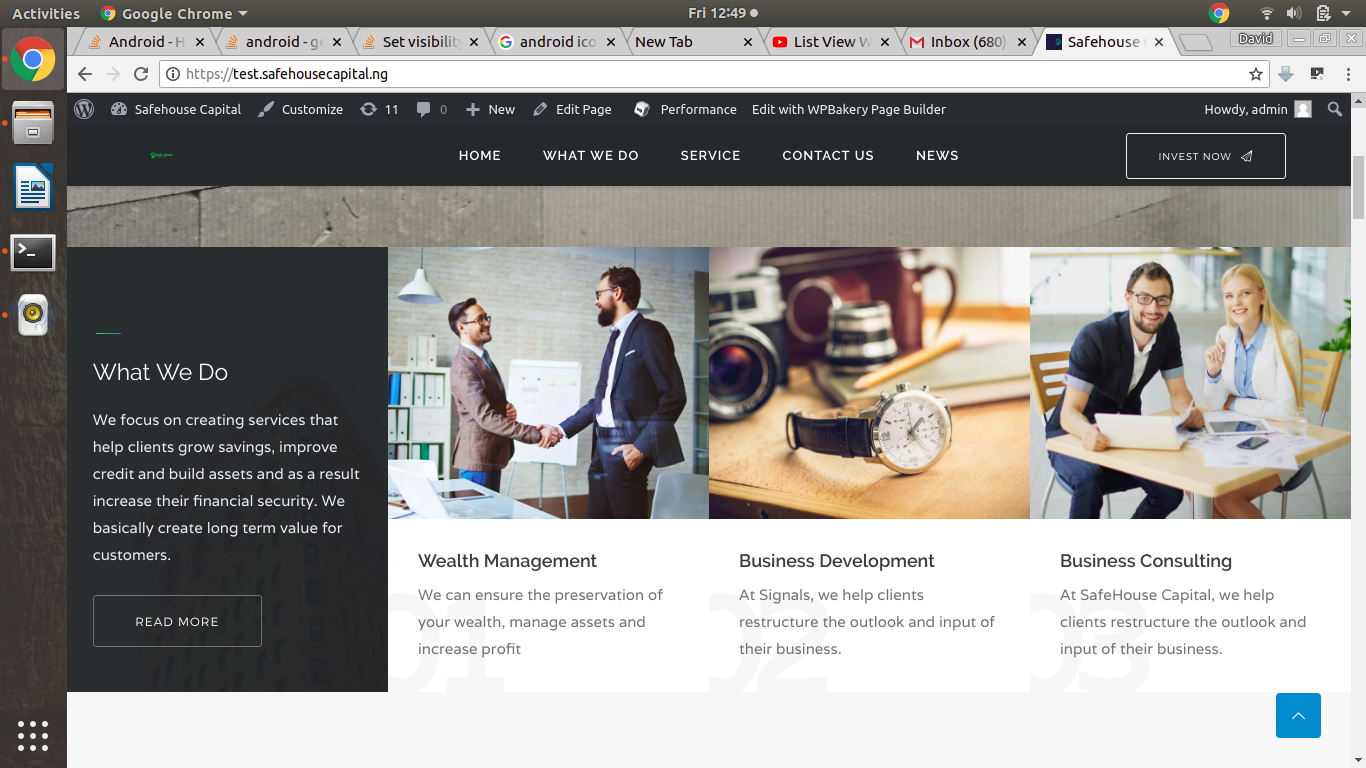 Activities Google Chrome Fri 12:49
Android - H android - ge Set visibility android ico New Tab List View W Inbox (680) Safehouse David
https://test.safehousecapital.ng
Safehouse Capital Customize 11 0 New Edit Page Performance Edit with WPBakery Page Builder Howdy, admin
HOME WHAT WE DO SERVICE CONTACT US NEWS INVEST NOW
What We Do
We focus on creating services that
help clients grow savings, improve
credit and build assets and as a result
increase their financial security. We
basically create long term value for
customers.
READ MORE
01
Wealth Management
We can ensure the preservation of
your wealth, manage assets and
increase profit
02
Business Development
At Signals, we help clients
restructure the outlook and input of
their business.
03
Business Consulting
At SafeHouse Capital, we help
clients restructure the outlook and
input of their business.